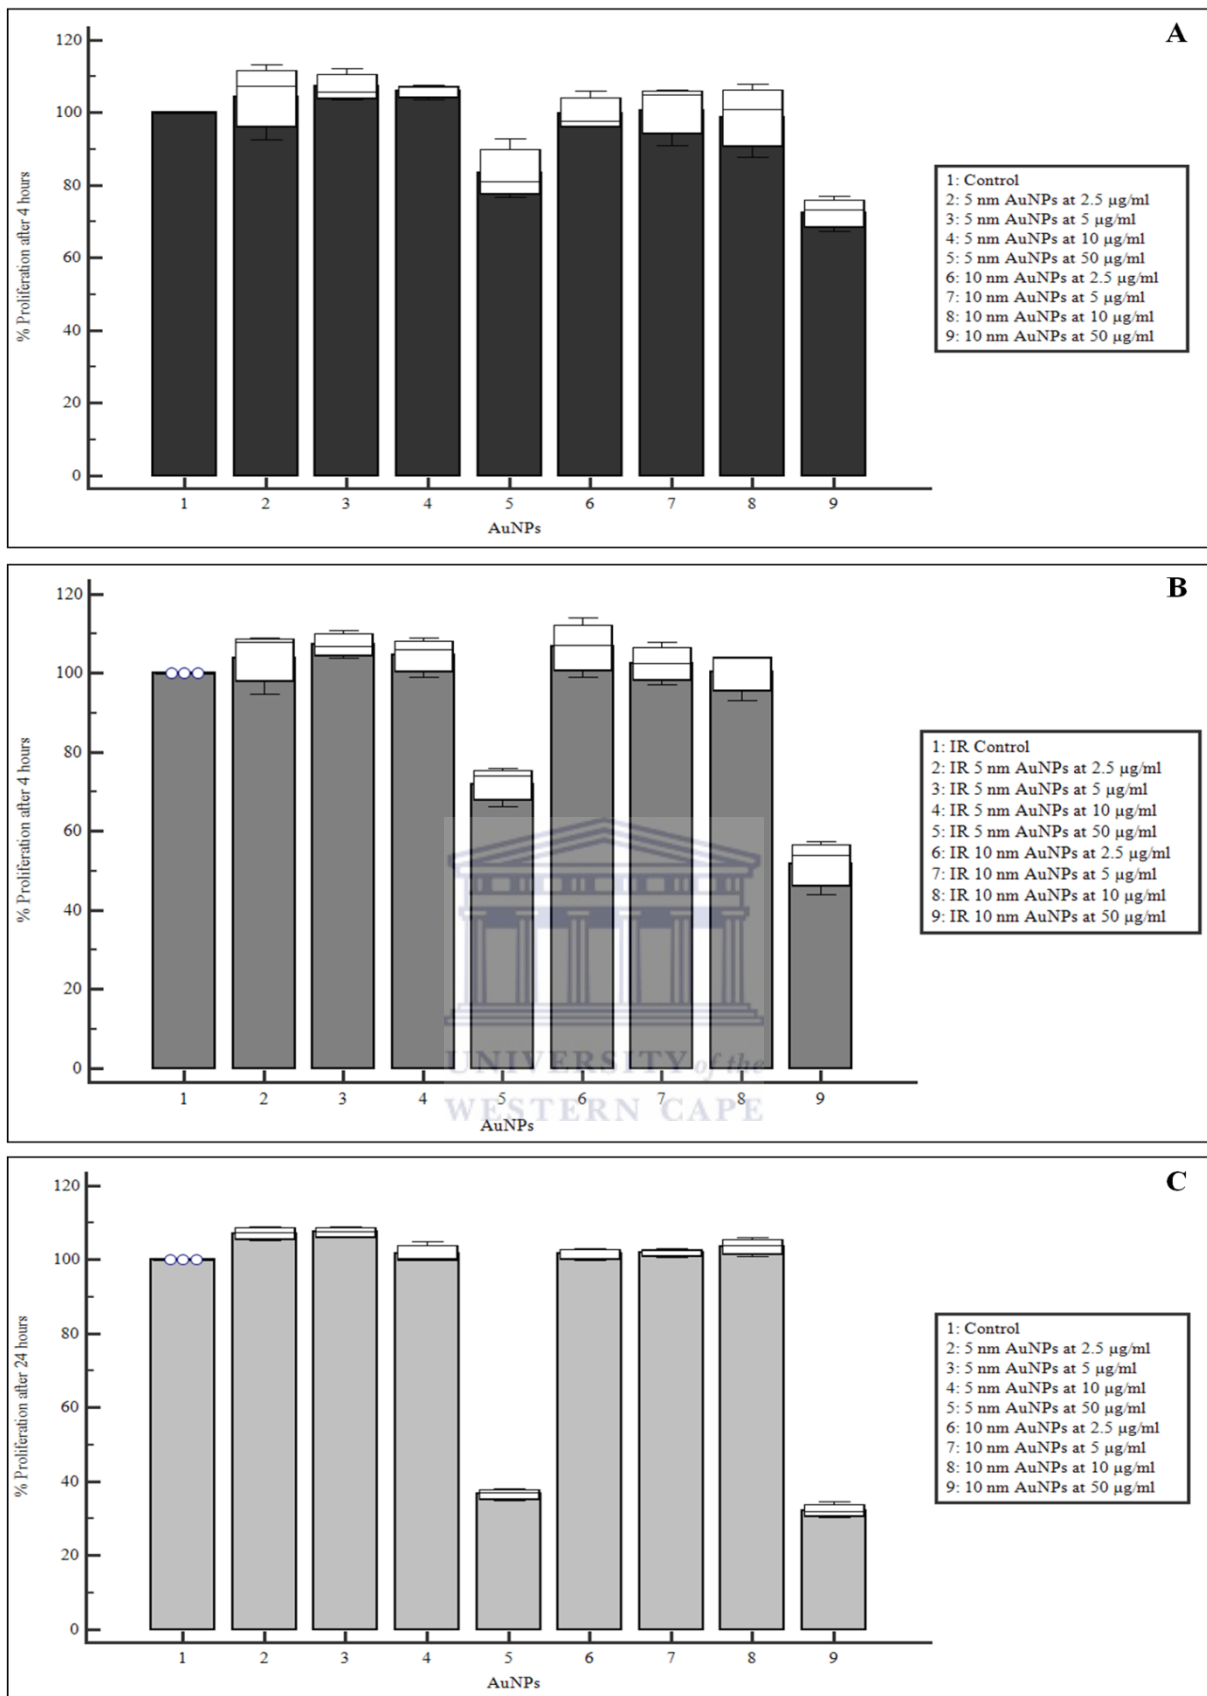 A
120
100
80
60
40
20
0
% Proliferation after 4 hours
1 2 3 4 5 6 7 8 9
AuNPs
1: Control
2: 5 nm AuNPs at 2.5 µg/ml
3: 5 nm AuNPs at 5 µg/ml
4: 5 nm AuNPs at 10 µg/ml
5: 5 nm AuNPs at 50 µg/ml
6: 10 nm AuNPs at 2.5 µg/ml
7: 10 nm AuNPs at 5 µg/ml
8: 10 nm AuNPs at 10 µg/ml
9: 10 nm AuNPs at 50 µg/ml
B
120
100
80
60
40
20
0
% Proliferation after 4 hours
1 2 3 4 5 6 7 8 9
AuNPs
1: IR Control
2: IR 5 nm AuNPs at 2.5 µg/ml
3: IR 5 nm AuNPs at 5 µg/ml
4: IR 5 nm AuNPs at 10 µg/ml
5: IR 5 nm AuNPs at 50 µg/ml
6: IR 10 nm AuNPs at 2.5 µg/ml
7: IR 10 nm AuNPs at 5 µg/ml
8: IR 10 nm AuNPs at 10 µg/ml
9: IR 10 nm AuNPs at 50 µg/ml
UNIVERSITY of the
WESTERN CAPE
C
120
100
80
60
40
20
0
% Proliferation after 24 hours
1 2 3 4 5 6 7 8 9
AuNPs
1: Control
2: 5 nm AuNPs at 2.5 µg/ml
3: 5 nm AuNPs at 5 µg/ml
4: 5 nm AuNPs at 10 µg/ml
5: 5 nm AuNPs at 50 µg/ml
6: 10 nm AuNPs at 2.5 µg/ml
7: 10 nm AuNPs at 5 µg/ml
8: 10 nm AuNPs at 10 µg/ml
9: 10 nm AuNPs at 50 µg/ml